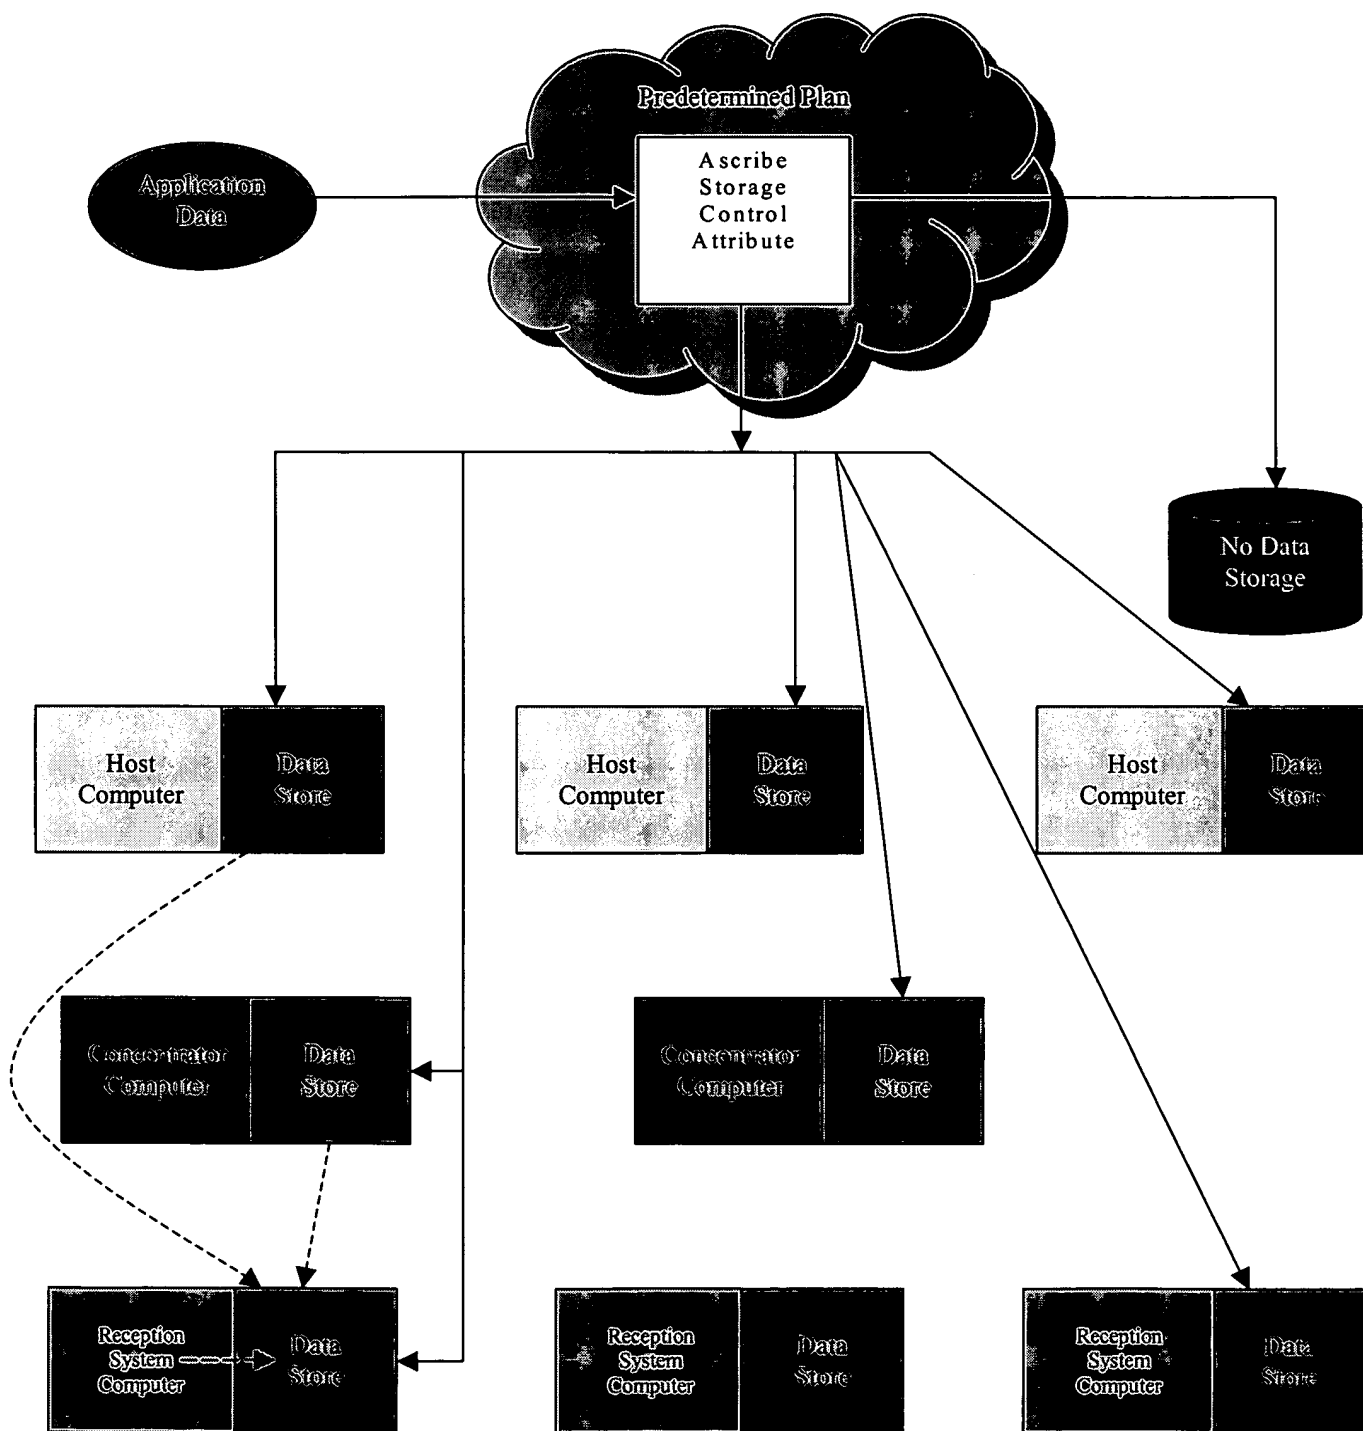 Predetermined Plan
Application
Data
Ascribe
Storage
Control
Attribute
No Data
Storage
Host
Computer
Data
Store
Host
Computer
Data
Store
Host
Computer
Data
Store
Concentrator
Computer
Data
Store
Concentrator
Computer
Data
Store
Reception
System
Computer
Data
Store
Reception
System
Computer
Data
Store
Reception
System
Computer
Data
Store